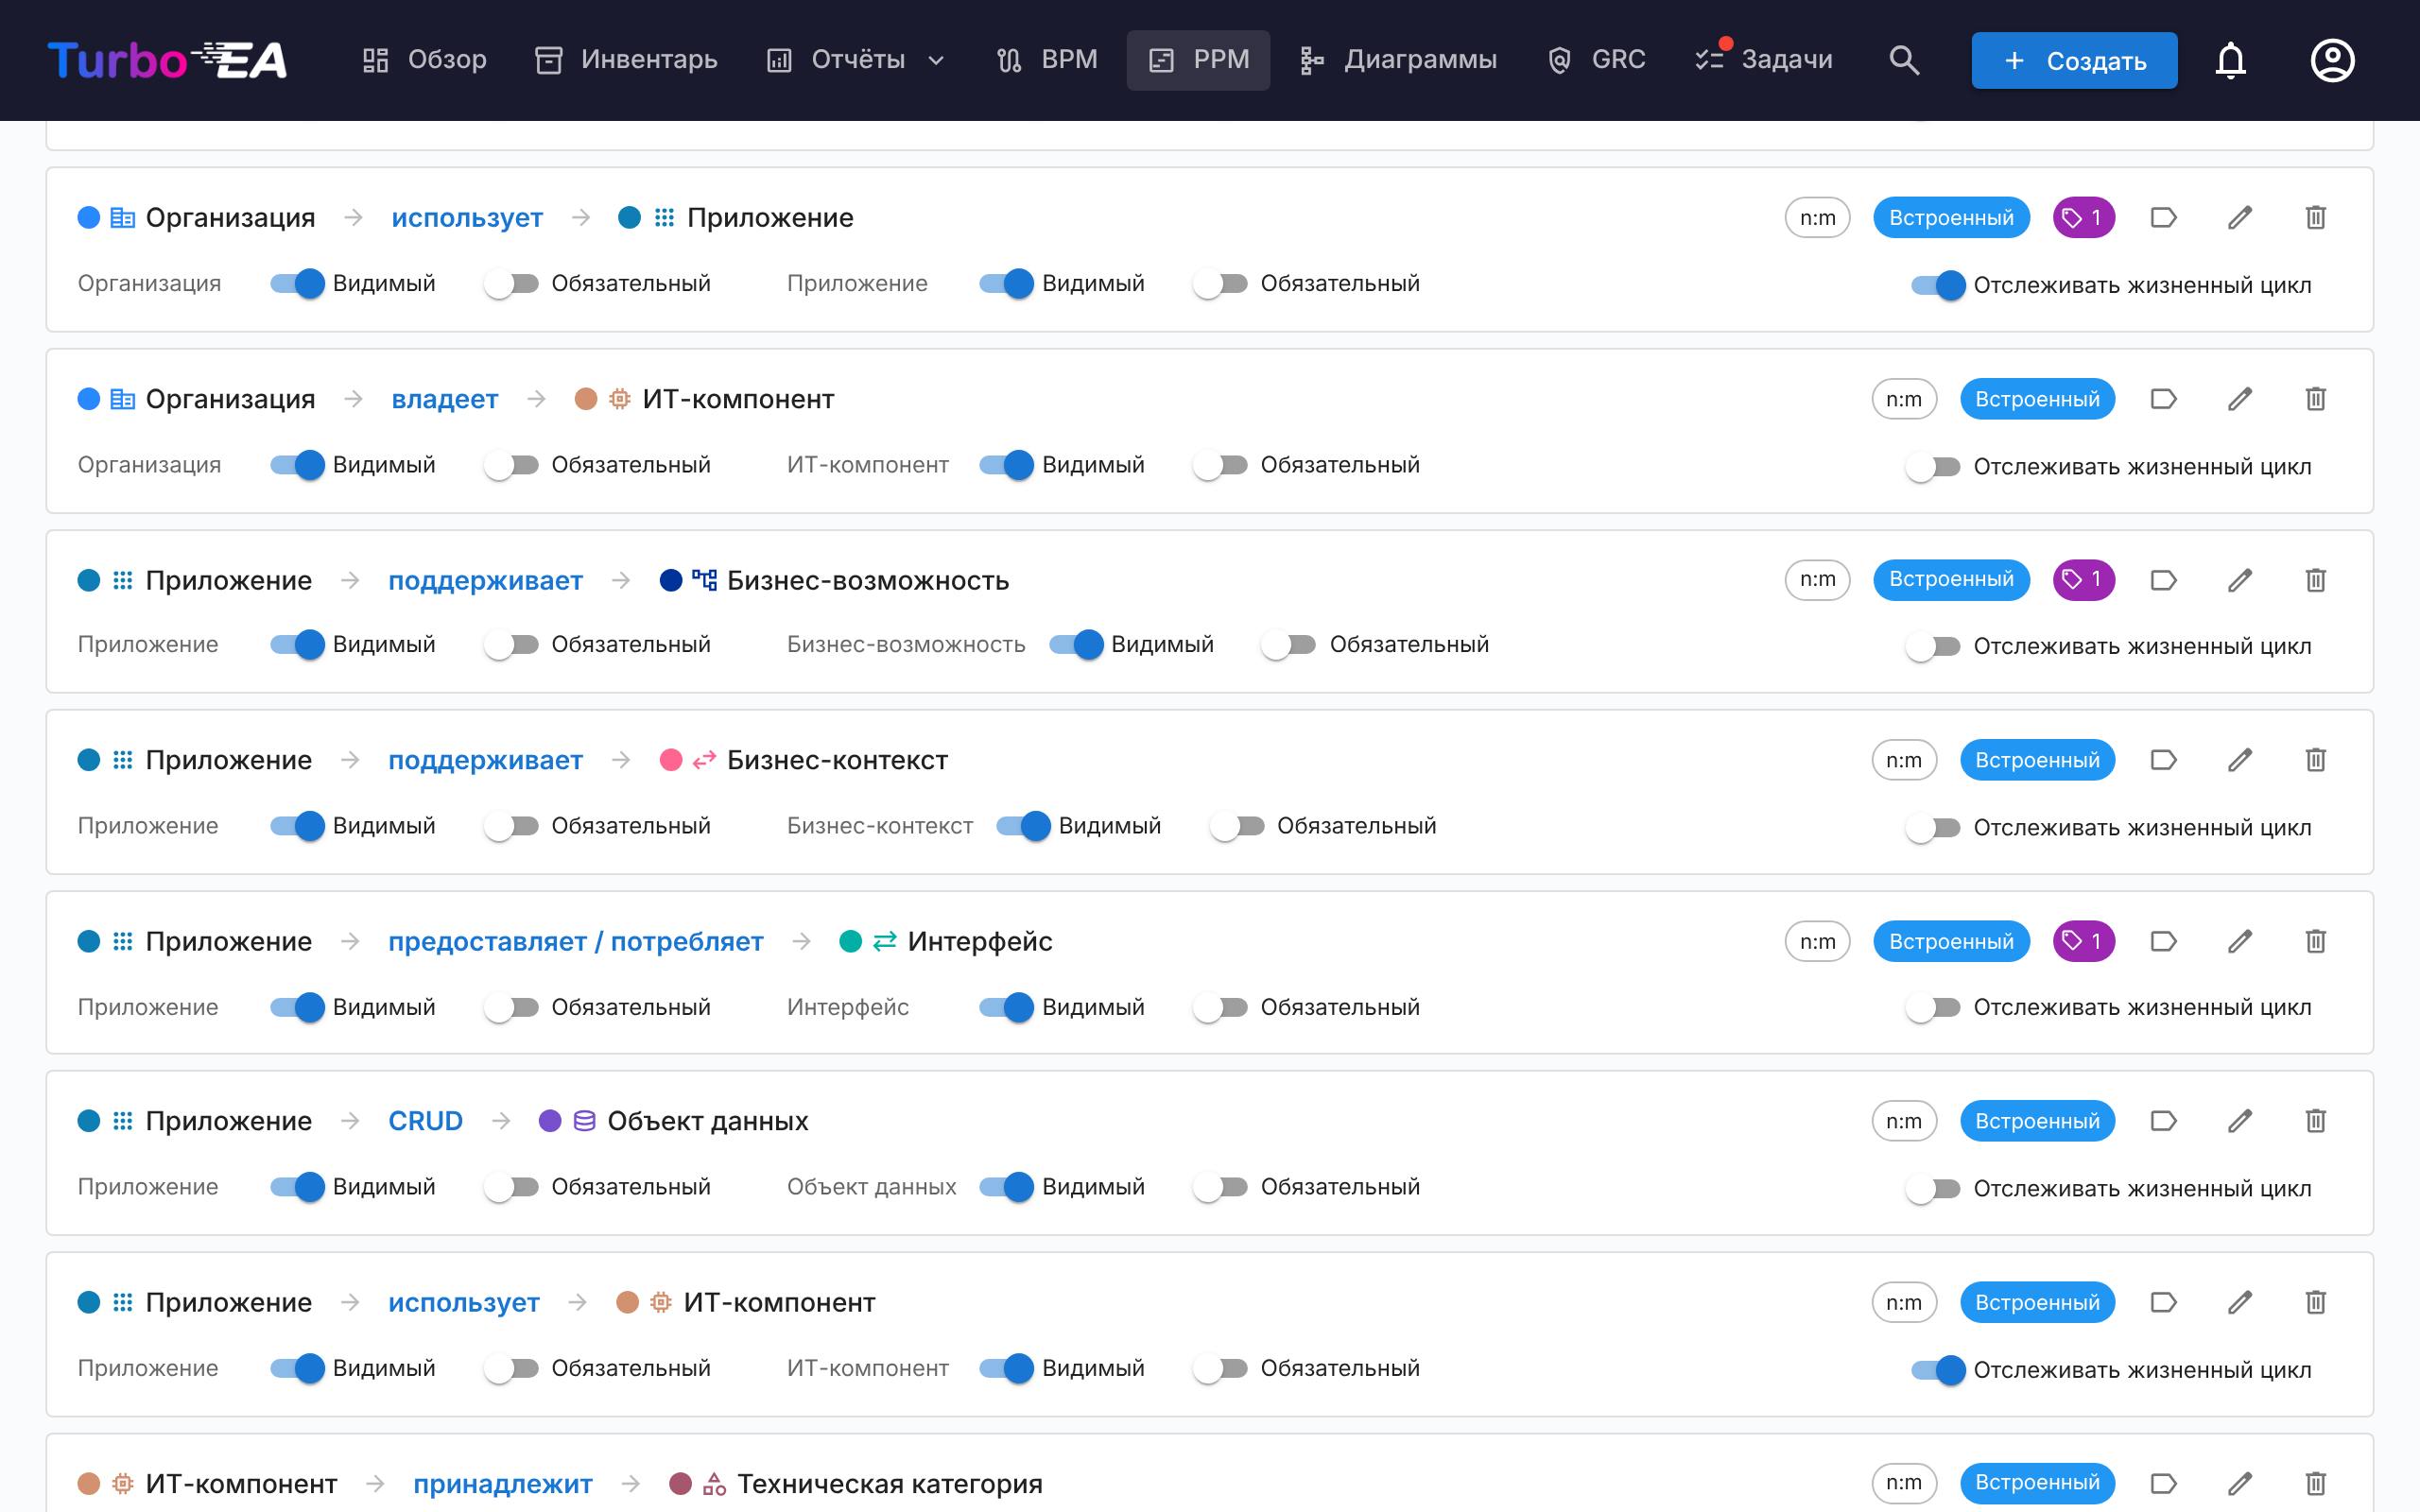 Turbo EA Обзор Инвентарь Отчёты BPM PPM Диаграммы GRC Задачи + Создать
Организация → использует → Приложение n:m Встроенный 1
Организация Видимый Обязательный Приложение Видимый Обязательный Отслеживать жизненный цикл
Организация → владеет → ИТ-компонент n:m Встроенный
Организация Видимый Обязательный ИТ-компонент Видимый Обязательный Отслеживать жизненный цикл
Приложение → поддерживает → Бизнес-возможность n:m Встроенный 1
Приложение Видимый Обязательный Бизнес-возможность Видимый Обязательный Отслеживать жизненный цикл
Приложение → поддерживает → Бизнес-контекст n:m Встроенный
Приложение Видимый Обязательный Бизнес-контекст Видимый Обязательный Отслеживать жизненный цикл
Приложение → предоставляет / потребляет → Интерфейс n:m Встроенный 1
Приложение Видимый Обязательный Интерфейс Видимый Обязательный Отслеживать жизненный цикл
Приложение → CRUD → Объект данных n:m Встроенный
Приложение Видимый Обязательный Объект данных Видимый Обязательный Отслеживать жизненный цикл
Приложение → использует → ИТ-компонент n:m Встроенный
Приложение Видимый Обязательный ИТ-компонент Видимый Обязательный Отслеживать жизненный цикл
ИТ-компонент → принадлежит → Техническая категория n:m Встроенный